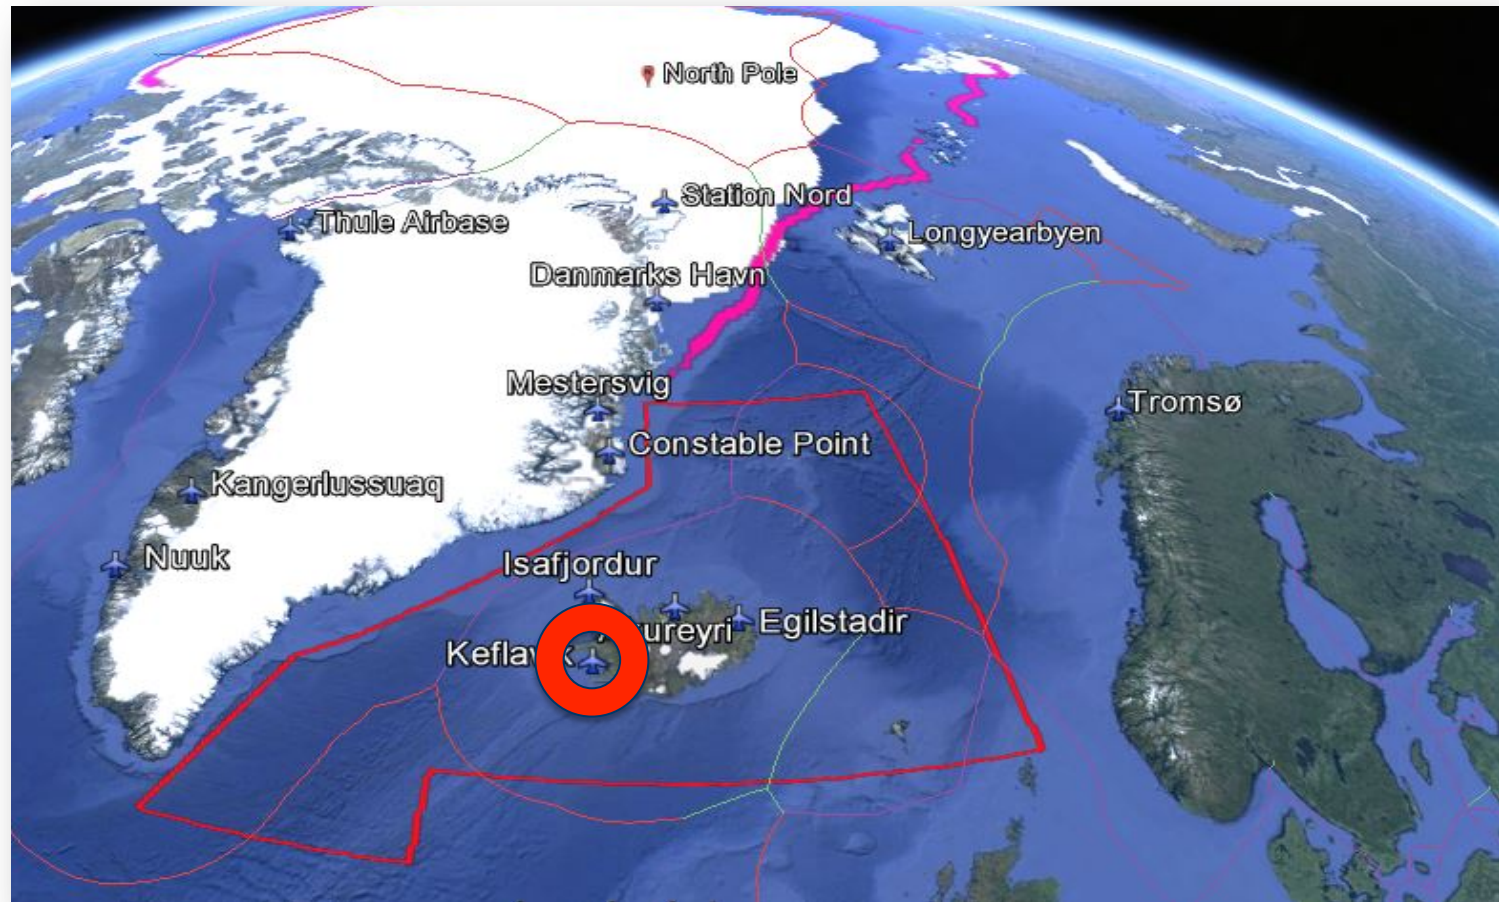 North Pole
Station Nord
Thule Airbase
Longyearbyen
Danmarks Havn
Mestersvig
Tromsø
Constable Point
Kangerlussuaq
Nuuk
Isafjordur
Egilstadir